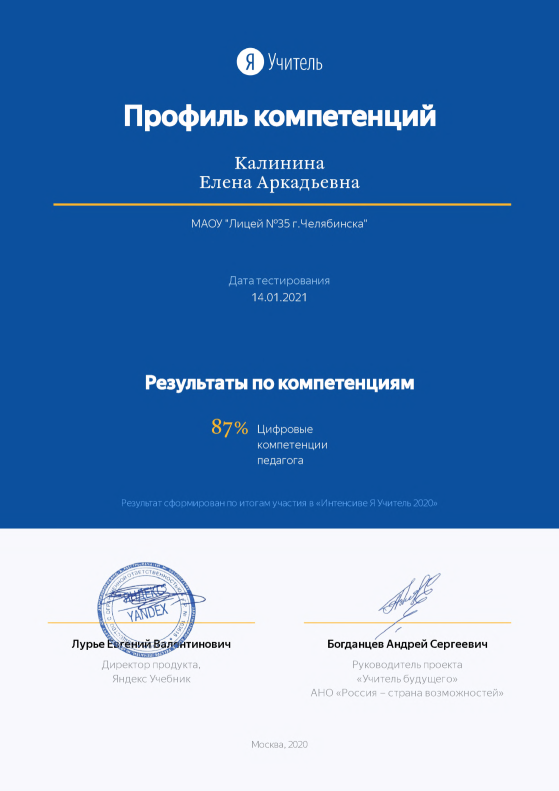 Я Учитель
Профиль компетенций
Калинина
Елена Аркадьевна
МАОУ "Лицей №35 г.Челябинска"
Дата тестирования
14.01.2021
Результаты по компетенциям
87% Цифровые
компетенции
педагога
Результат сформирован по итогам участия в «Интенсиве Я Учитель 2020»
ЯНДЕКС
YANDEX
Лурье Евгений Валентинович
Директор продукта,
Яндекс Учебник
Богданцев Андрей Сергеевич
Руководитель проекта
«Учитель будущего»
АНО «Россия – страна возможностей»
Москва, 2020